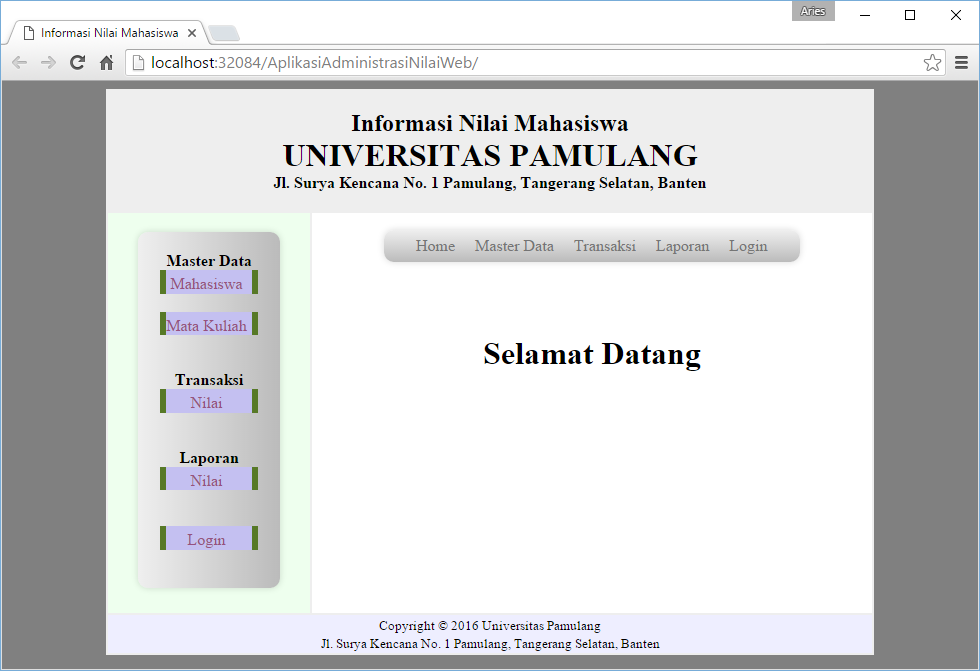 Aries
Informasi Nilai Mahasiswa
localhost:32084/AplikasiAdministrasiNilaiWeb/
Informasi Nilai Mahasiswa
UNIVERSITAS PAMULANG
Jl. Surya Kencana No. 1 Pamulang, Tangerang Selatan, Banten
Master Data
Mahasiswa
Mata Kuliah
Transaksi
Nilai
Laporan
Nilai
Login
Home Master Data Transaksi Laporan Login
Selamat Datang
Copyright © 2016 Universitas Pamulang
Jl. Surya Kencana No. 1 Pamulang, Tangerang Selatan, Banten